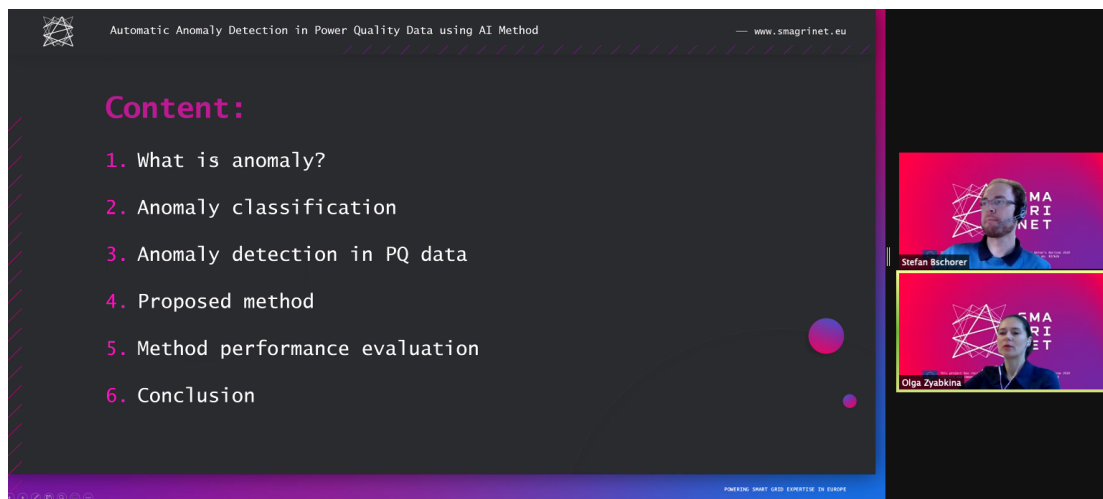 Automatic Anomaly Detection in Power Quality Data using AI Method
— www.smagrinet.eu
Content:
1. What is anomaly?
2. Anomaly classification
3. Anomaly detection in PQ data
4. Proposed method
5. Method performance evaluation
6. Conclusion
POWERING SMART GRID EXPERTISE IN EUROPE
MA
RI
NET
Stefan Bschorer
SMA
RI
ET
Olga Zyabkina